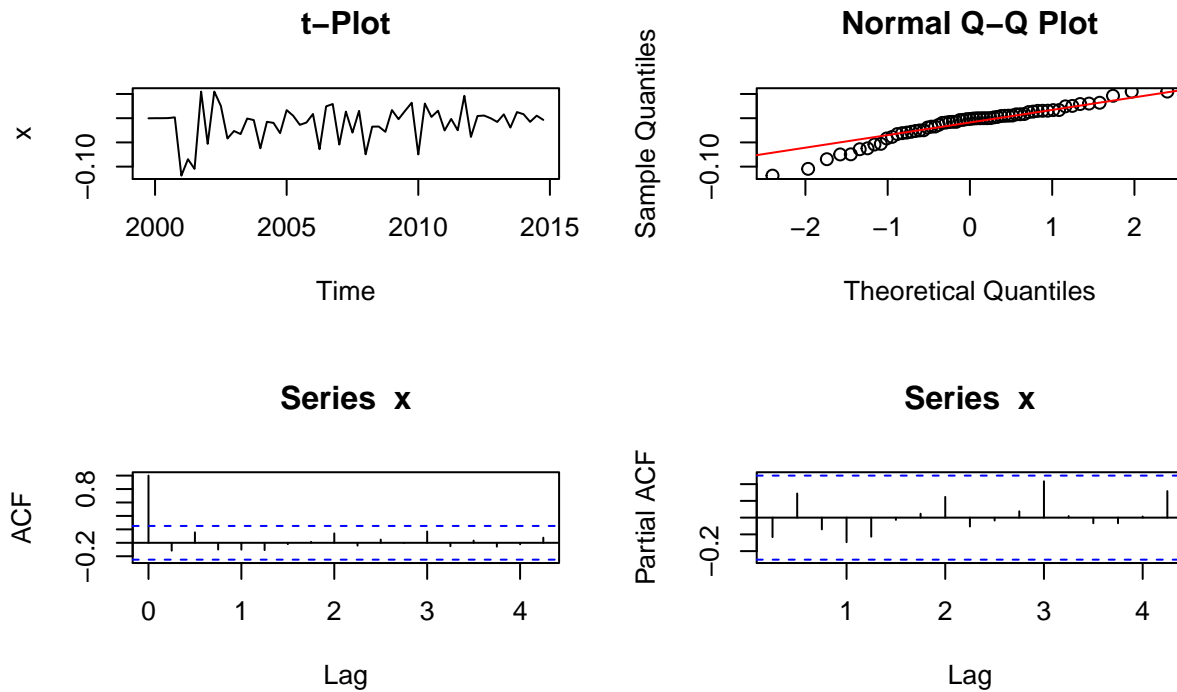 t−Plot
x
−0.10
2000 2005 2010 2015
Time
Normal Q−Q Plot
Sample Quantiles
−0.10
−2 −1 0 1 2
Theoretical Quantiles
Series x
ACF
−0.2 0.8
0 1 2 3 4
Lag
Series x
Partial ACF
−0.2
1 2 3 4
Lag